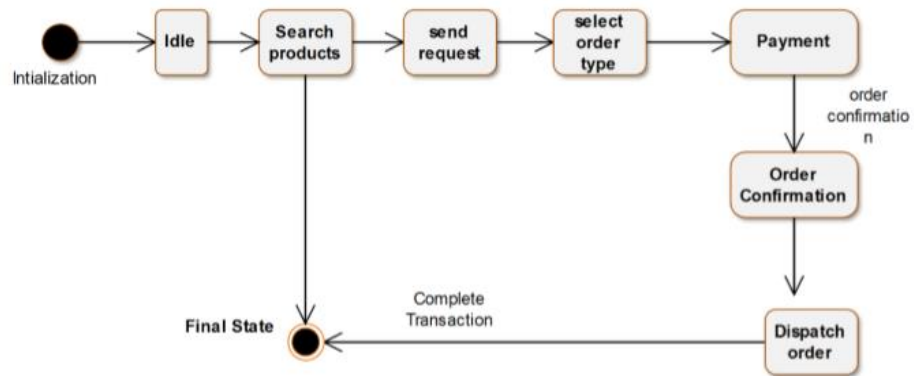 Intialization
Idle
Search
products
send
request
select
order
type
Payment
order
confirmatio
n
Order
Confirmation
Complete
Transaction
Final State
Dispatch
order